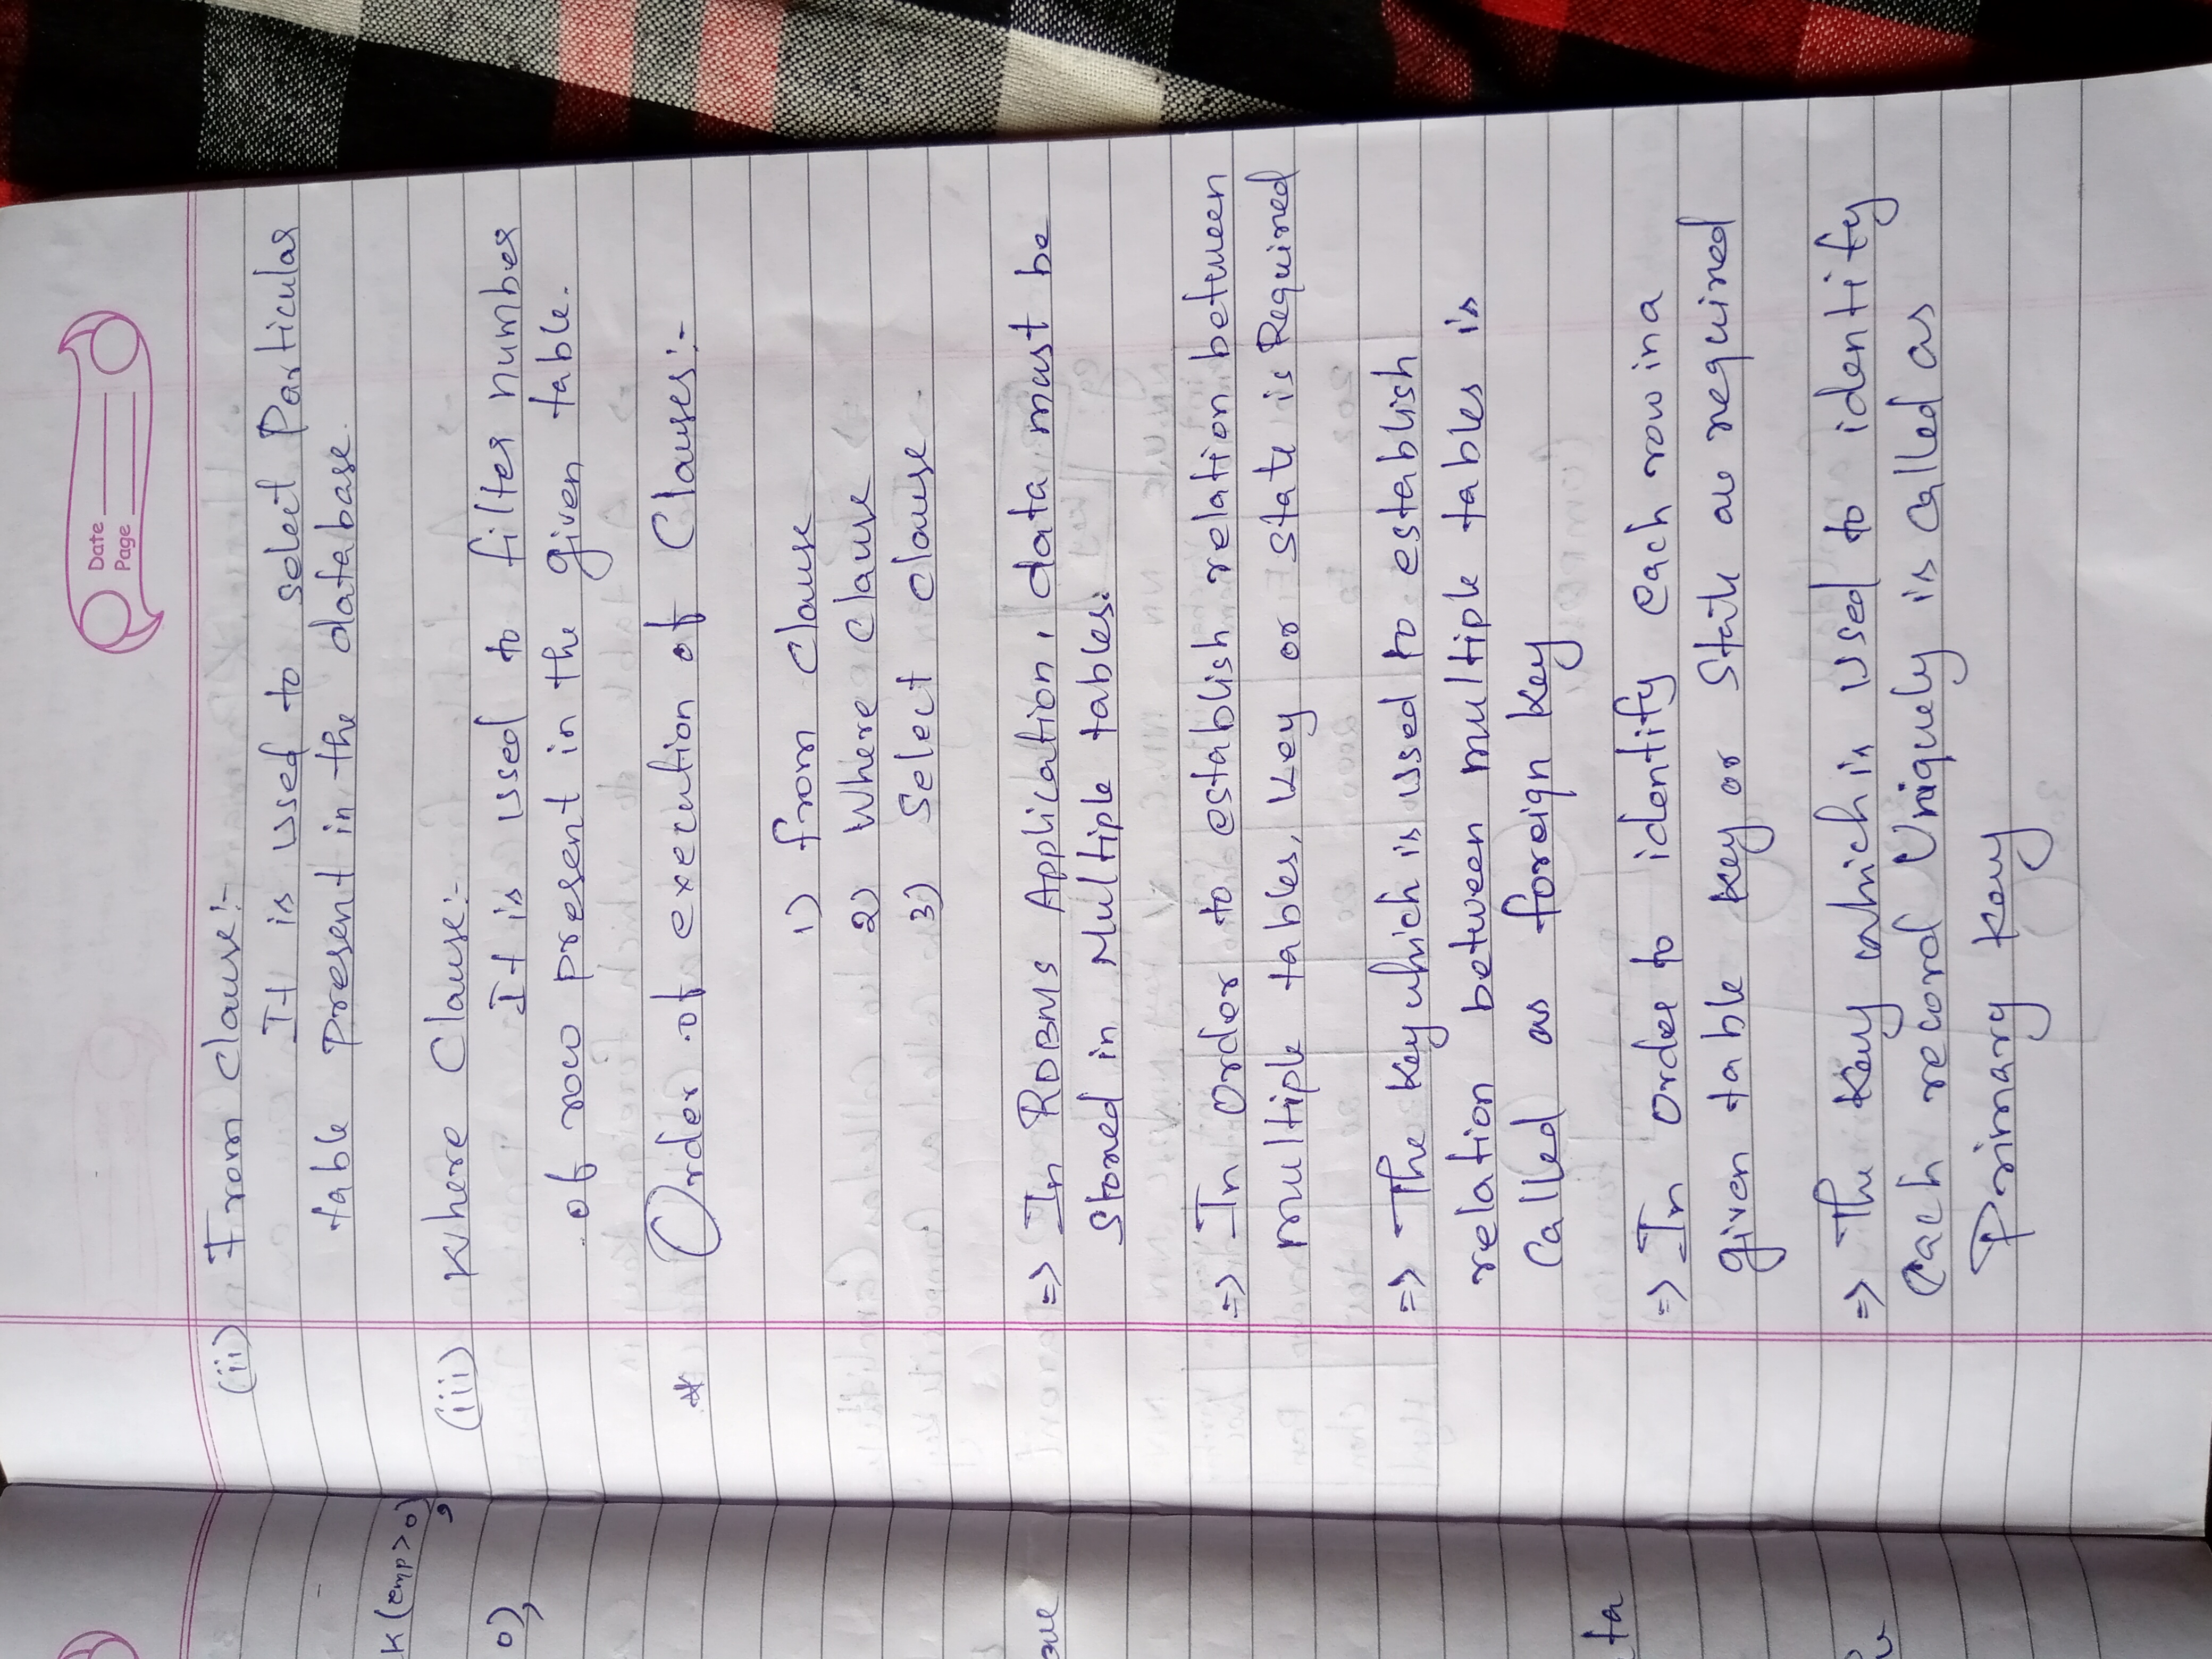 Date
Page
(ii) From clause:-
It is used to select Particular
table present in the database.
(iii) Where Clause:-
It is used to filter number
of row present in the given table.
* Order of execution of Clauses:-
1) from clause
2) Where clause
3) Select clause
=> In RDBMS Application, data must be
Stored in Multiple tables.
=> In order to establish relation between
multiple tables, key or state is Required
=> The key which is used to establish
relation between multiple tables is
Called as foreign key
=> In order to identify each row in a
given table key or State are required
=> The key which is used to identify
each record Uniquely is called as
Primary key
K (emp>0),
0),
ta